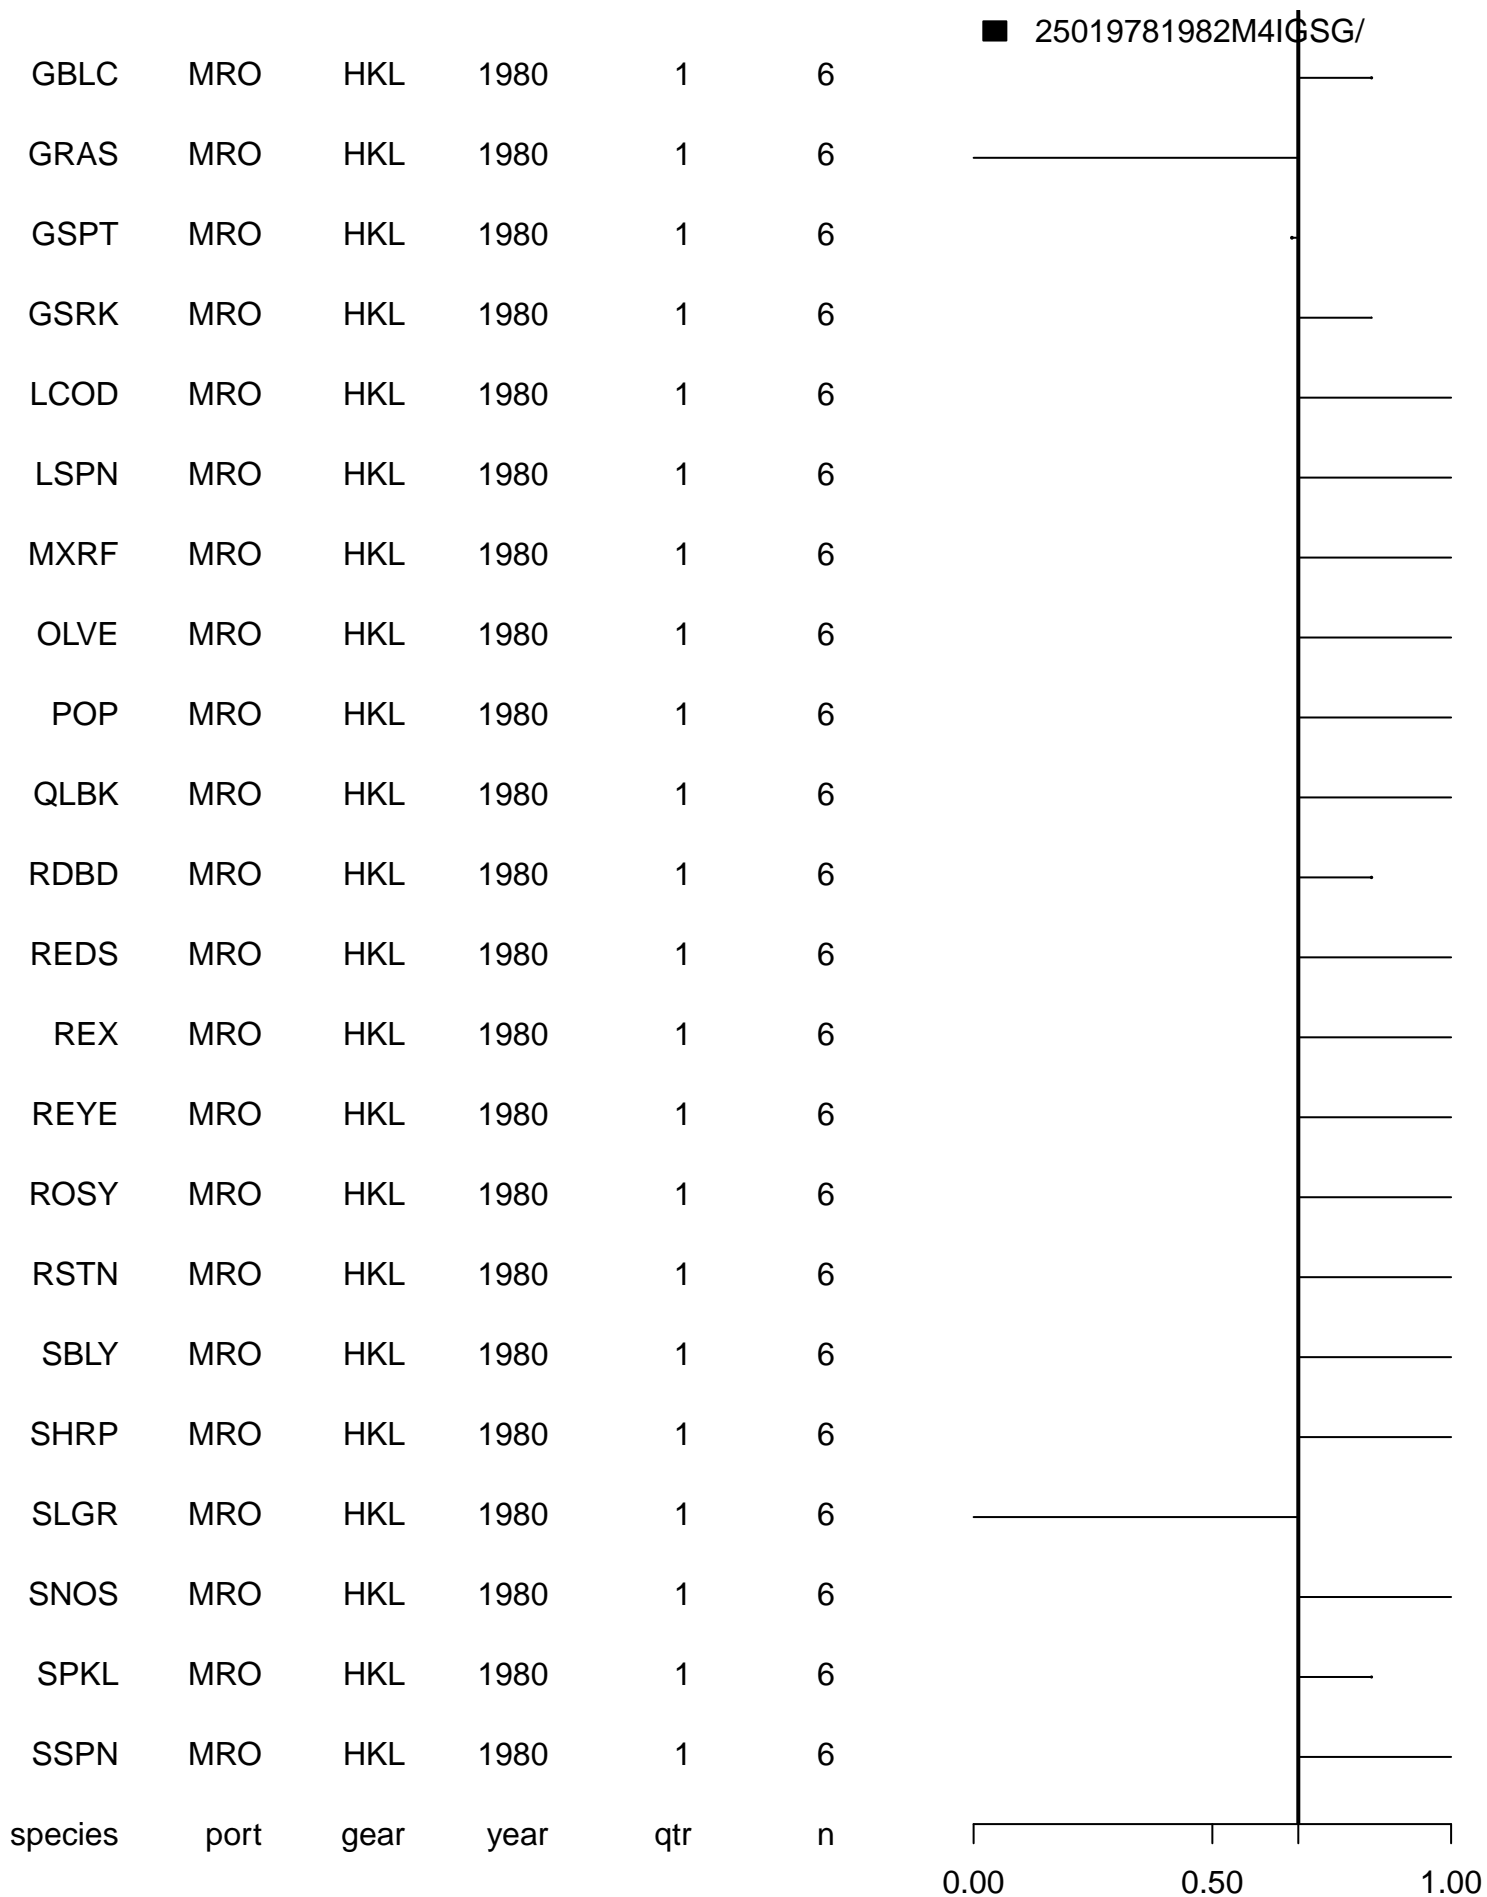 25019781982M4IGSG/
GBLC MRO HKL 1980 1 6
GRAS MRO HKL 1980 1 6
GSPT MRO HKL 1980 1 6
GSRK MRO HKL 1980 1 6
LCOD MRO HKL 1980 1 6
LSPN MRO HKL 1980 1 6
MXRF MRO HKL 1980 1 6
OLVE MRO HKL 1980 1 6
POP MRO HKL 1980 1 6
QLBK MRO HKL 1980 1 6
RDBD MRO HKL 1980 1 6
REDS MRO HKL 1980 1 6
REX MRO HKL 1980 1 6
REYE MRO HKL 1980 1 6
ROSY MRO HKL 1980 1 6
RSTN MRO HKL 1980 1 6
SBLY MRO HKL 1980 1 6
SHRP MRO HKL 1980 1 6
SLGR MRO HKL 1980 1 6
SNOS MRO HKL 1980 1 6
SPKL MRO HKL 1980 1 6
SSPN MRO HKL 1980 1 6
species port gear year qtr n
0.00 0.50 1.00